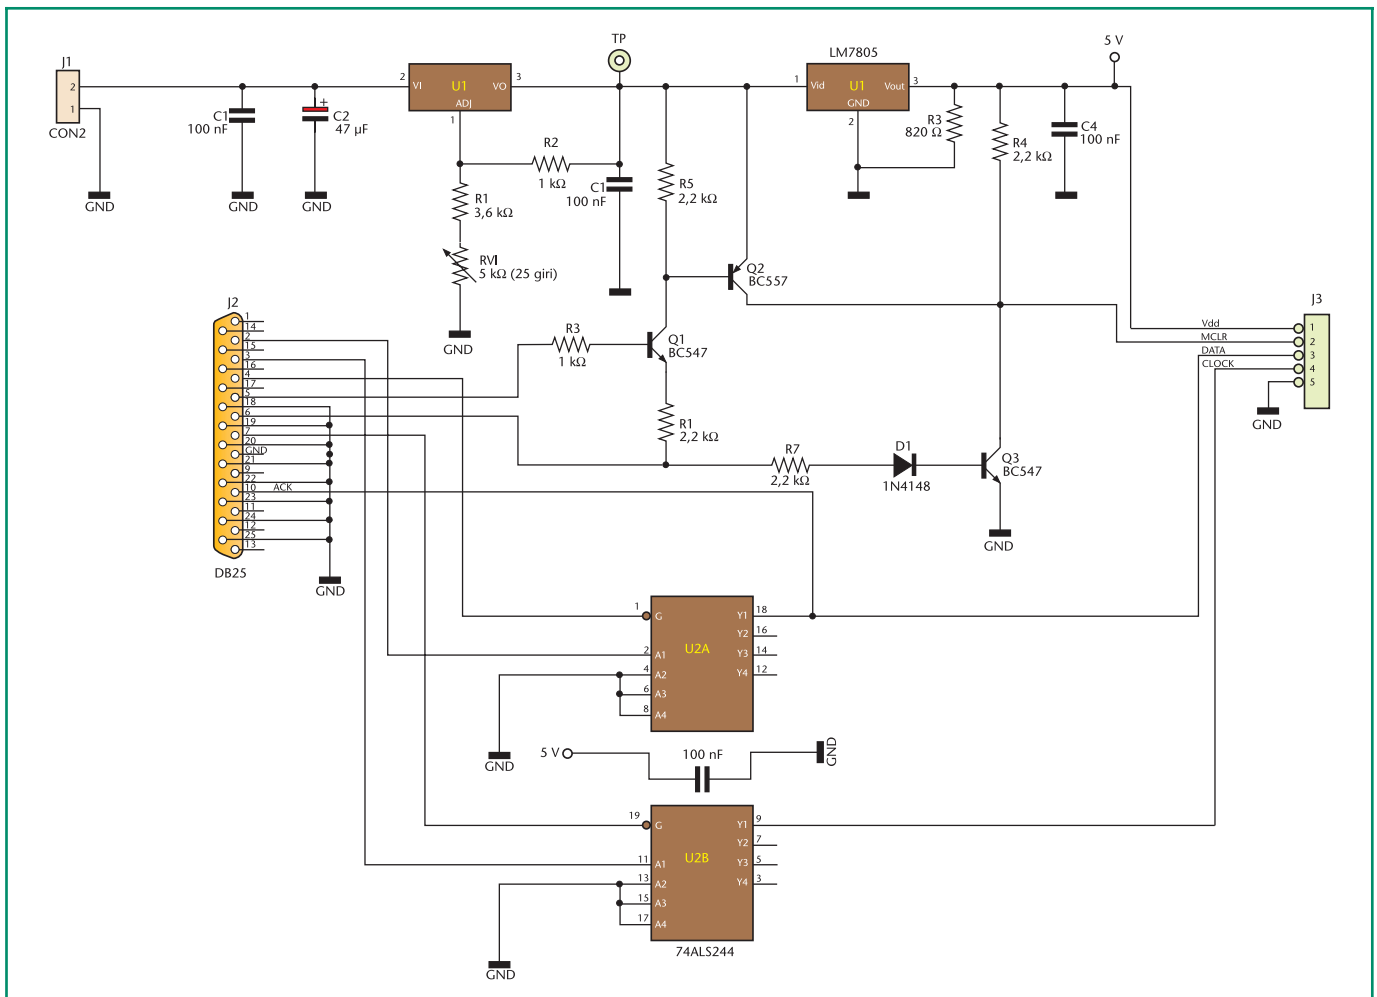 J1
2
1
CON2
GND
C1
100 nF
GND
+
C2
47 µF
GND
2
VI
U1
VO
3
ADJ
1
TP
R2
1 kΩ
R1
3,6 kΩ
RVI
5 kΩ (25 giri)
GND
C1
100 nF
R5
2,2 kΩ
LM7805
1
Vid
U1
Vout
3
GND
2
R3
820 Ω
R4
2,2 kΩ
5 V
C4
100 nF
GND
Q2
BC557
R3
1 kΩ
Q1
BC547
R1
2,2 kΩ
R7
2,2 kΩ
D1
1N4148
Q3
BC547
GND
J3
Vdd
1
MCLR
2
DATA
3
CLOCK
4
5
GND
J2
1
14
2
15
3
16
4
17
5
18
6
19
7
20
GND
21
9
22
10
ACK
23
11
24
12
25
13
DB25
GND
1
G
Y1
18
Y2
16
U2A
2
A1
Y3
14
4
A2
Y4
12
6
A3
8
A4
GND
5 V
100 nF
GND
19
G
Y1
9
Y2
7
U2B
11
A1
Y3
5
13
A2
Y4
3
15
A3
17
A4
74ALS244
GND